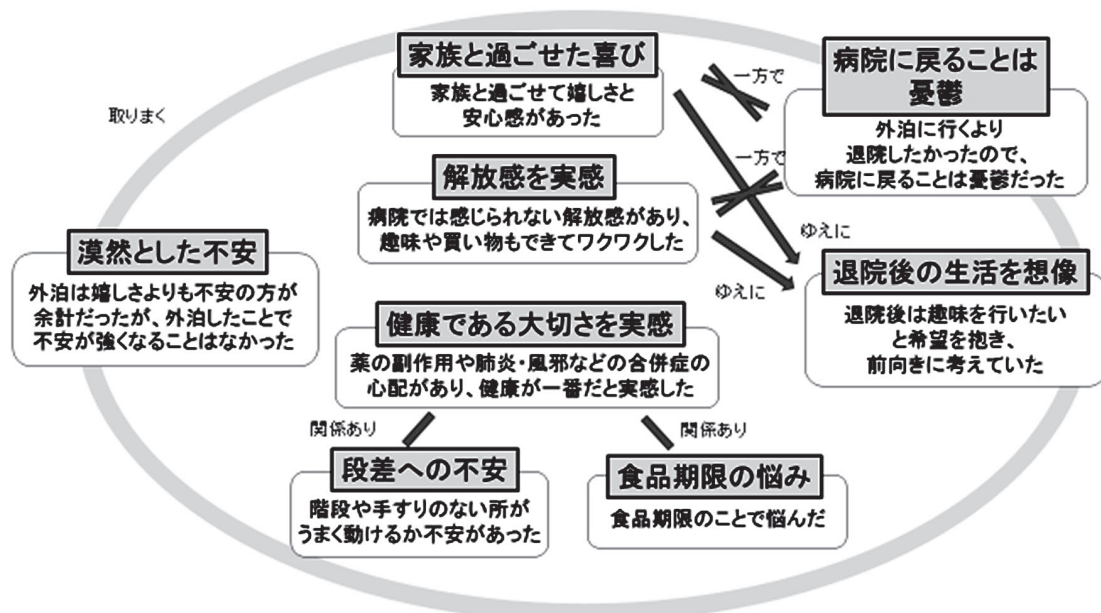 家族と過ごせた喜び
家族と過ごせて嬉しさと
安心感があった
一方で
病院に戻ることは
憂鬱
外泊に行くより
退院したかったので、
病院に戻ることは憂鬱だった
取りまく
一方で
解放感を実感
病院では感じられない解放感があり、
趣味や買い物もできてワクワクした
漠然とした不安
外泊は嬉しさよりも不安の方が
余計だったが、外泊したことで
不安が強くなることはなかった
ゆえに
ゆえに
退院後の生活を想像
退院後は趣味を行いたい
と希望を抱き、
前向きに考えていた
健康である大切さを実感
薬の副作用や肺炎・風邪などの合併症の
心配があり、健康が一番だと実感した
関係あり
関係あり
段差への不安
階段や手すりのない所が
うまく動けるか不安があった
食品期限の悩み
食品期限のことで悩んだ